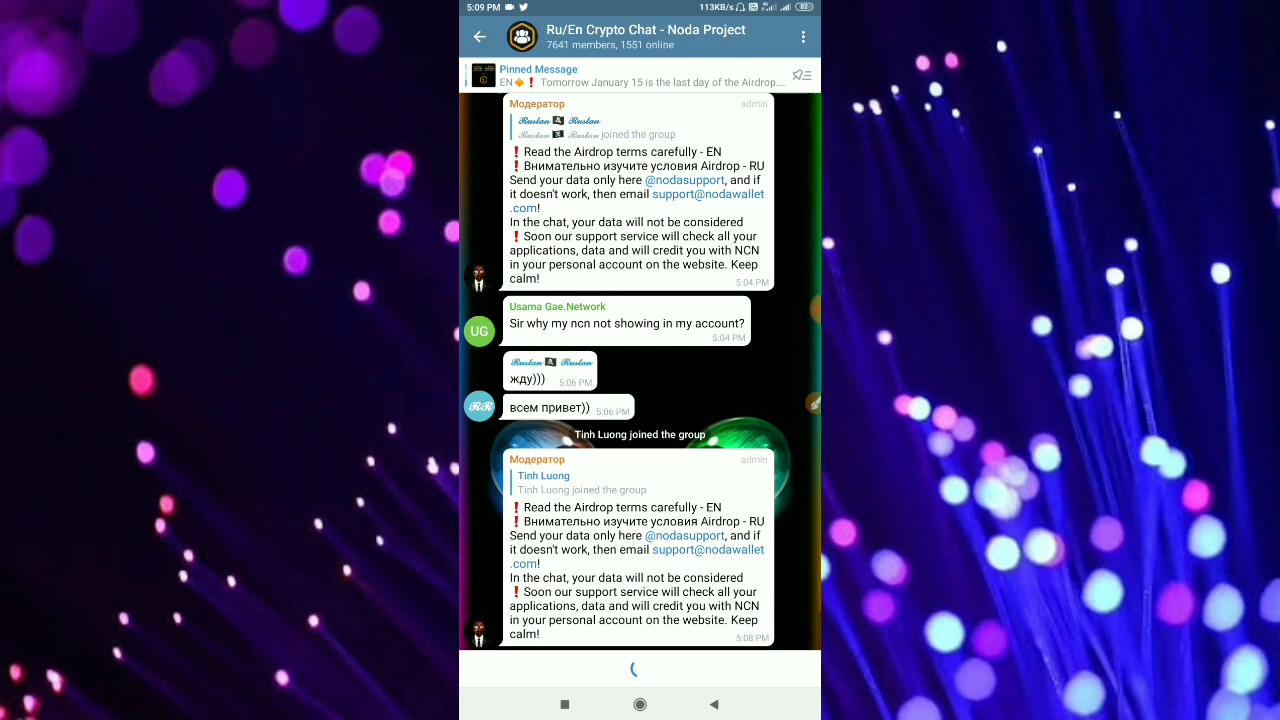 5:09 PM 113KB/s 82
Ru/En Crypto Chat - Noda Project
7641 members, 1551 online
Pinned Message
EN🔸❗ Tomorrow January 15 is the last day of the Airdrop....
Модератор admin
𝓡𝓾𝓼𝓵𝓪𝓷 🏴‍☠️ 𝓡𝓾𝓼𝓵𝓪𝓷
𝓡𝓾𝓼𝓵𝓪𝓷 🏴‍☠️ 𝓡𝓾𝓼𝓵𝓪𝓷 joined the group
❗Read the Airdrop terms carefully - EN
❗Внимательно изучите условия Airdrop - RU
Send your data only here @nodasupport, and if
it doesn't work, then email support@nodawallet
.com!
In the chat, your data will not be considered
❗Soon our support service will check all your
applications, data and will credit you with NCN
in your personal account on the website. Keep
calm!
5:04 PM
Usama Gae.Network
UG
Sir why my ncn not showing in my account?
5:04 PM
𝓡𝓾𝓼𝓵𝓪𝓷 🏴‍☠️ 𝓡𝓾𝓼𝓵𝓪𝓷
жду))) 5:06 PM
𝓡𝓡
всем привет)) 5:06 PM
Tinh Luong joined the group
Модератор admin
Tinh Luong
Tinh Luong joined the group
❗Read the Airdrop terms carefully - EN
❗Внимательно изучите условия Airdrop - RU
Send your data only here @nodasupport, and if
it doesn't work, then email support@nodawallet
.com!
In the chat, your data will not be considered
❗Soon our support service will check all your
applications, data and will credit you with NCN
in your personal account on the website. Keep
calm!
5:08 PM